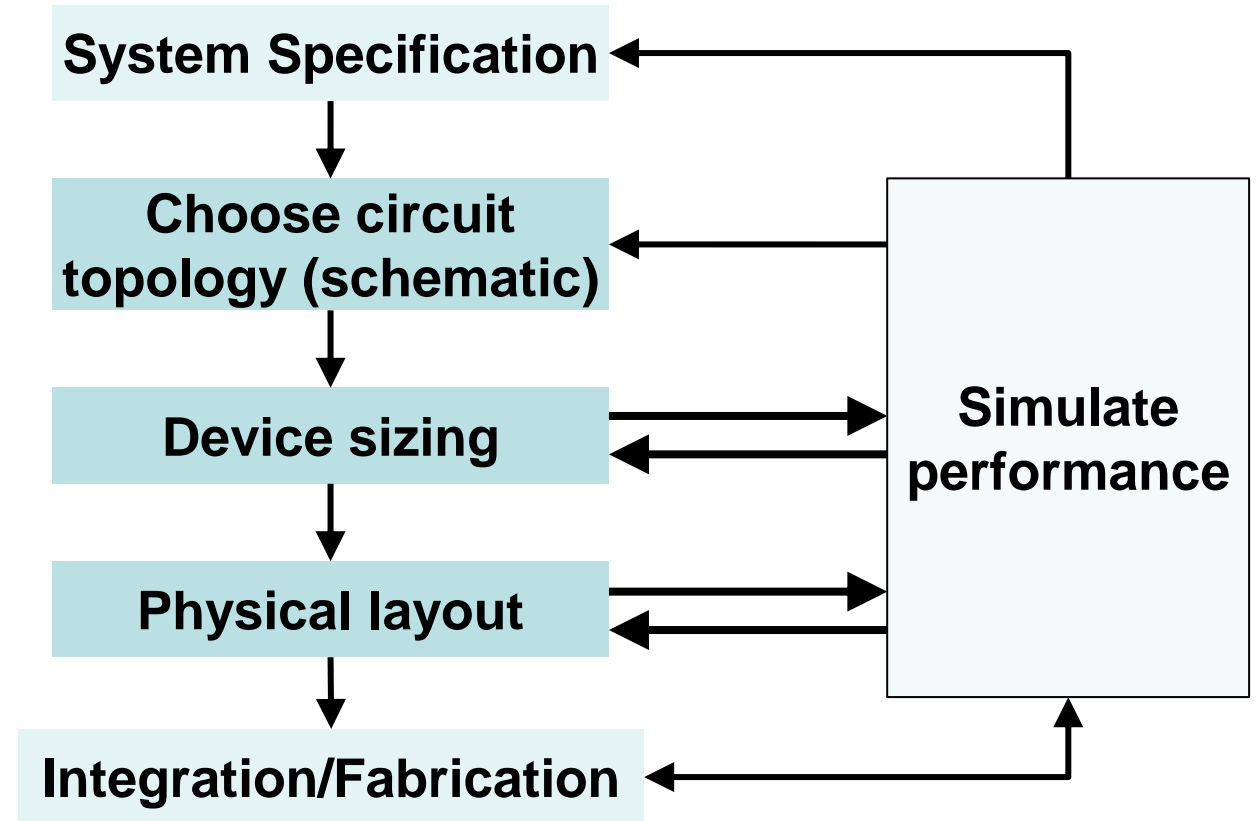 System Specification
Choose circuit
topology (schematic)
Device sizing
Simulate
performance
Physical layout
Integration/Fabrication